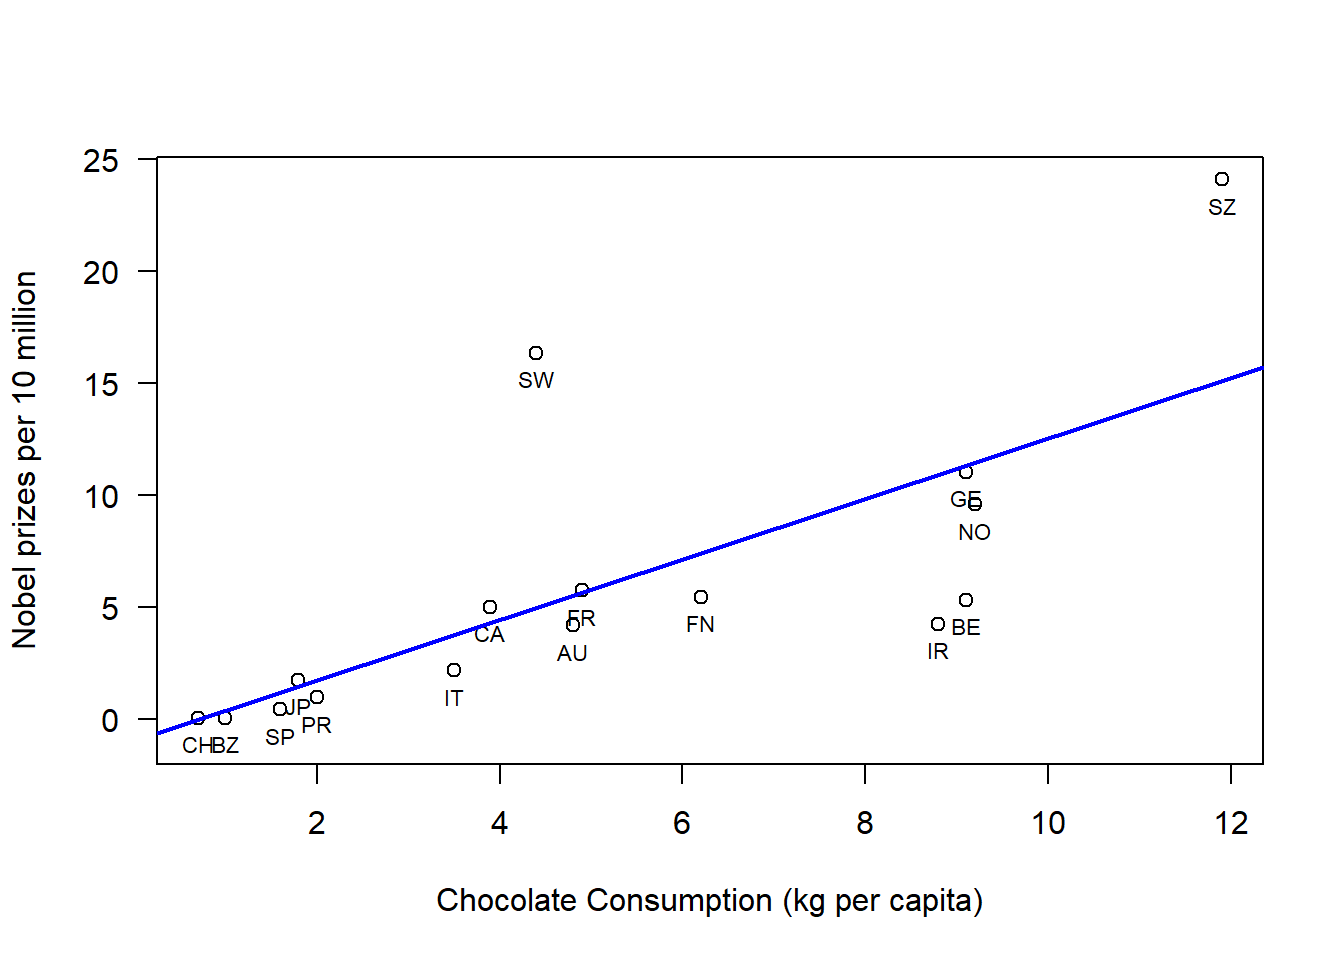 25
20
15
10
5
0
Nobel prizes per 10 million
SZ
SW
GE
NO
CA
FR
AU
FN
BE
IR
IT
JP
PR
SP
CH
BZ
2 4 6 8 10 12
Chocolate Consumption (kg per capita)